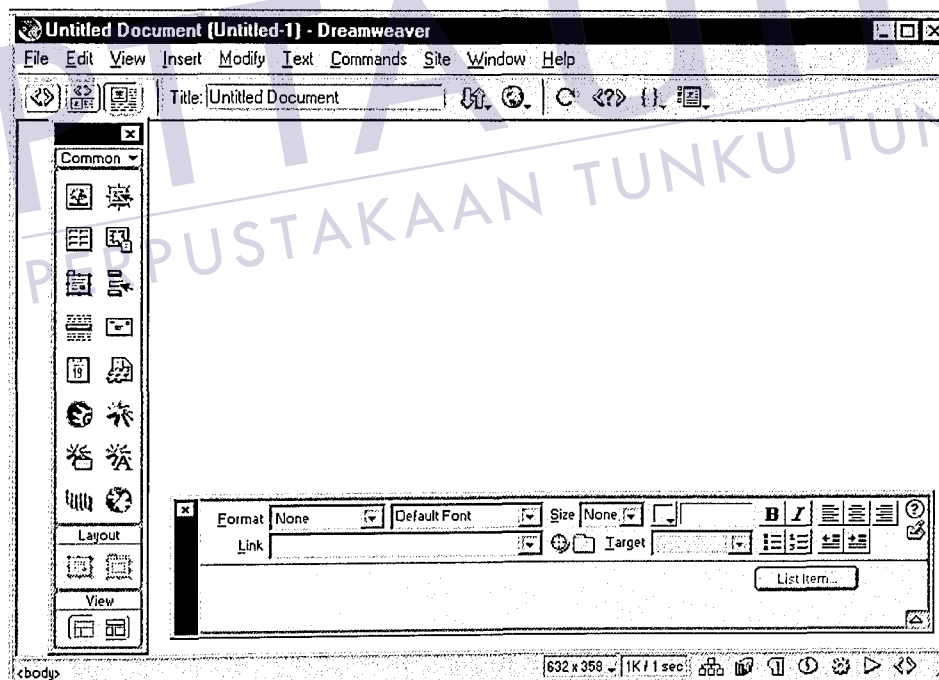 Untitled Document (Untitled-1) - Dreamweaver
File Edit View Insert Modify Text Commands Site Window Help
Title: Untitled Document
Common
Layout
View
Format None Default Font Size None B I
Link Target
List Item...
<body> 632 x 358 1K / 1 sec
PTTA UTH
PERPUSTAKAAN TUNKU TUN